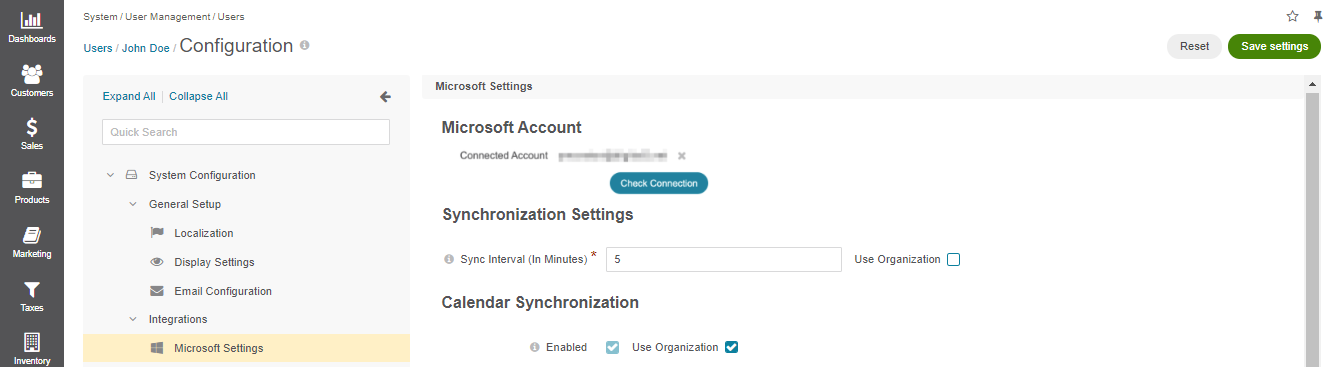 Dashboards
Customers
Sales
Products
Marketing
Taxes
Inventory
System / User Management / Users
Users / John Doe / Configuration
Reset
Save settings
Expand All | Collapse All
Quick Search
System Configuration
General Setup
Localization
Display Settings
Email Configuration
Integrations
Microsoft Settings
Microsoft Settings
Microsoft Account
Connected Account
Check Connection
Synchronization Settings
Sync Interval (In Minutes) * 5 Use Organization
Calendar Synchronization
Enabled Use Organization